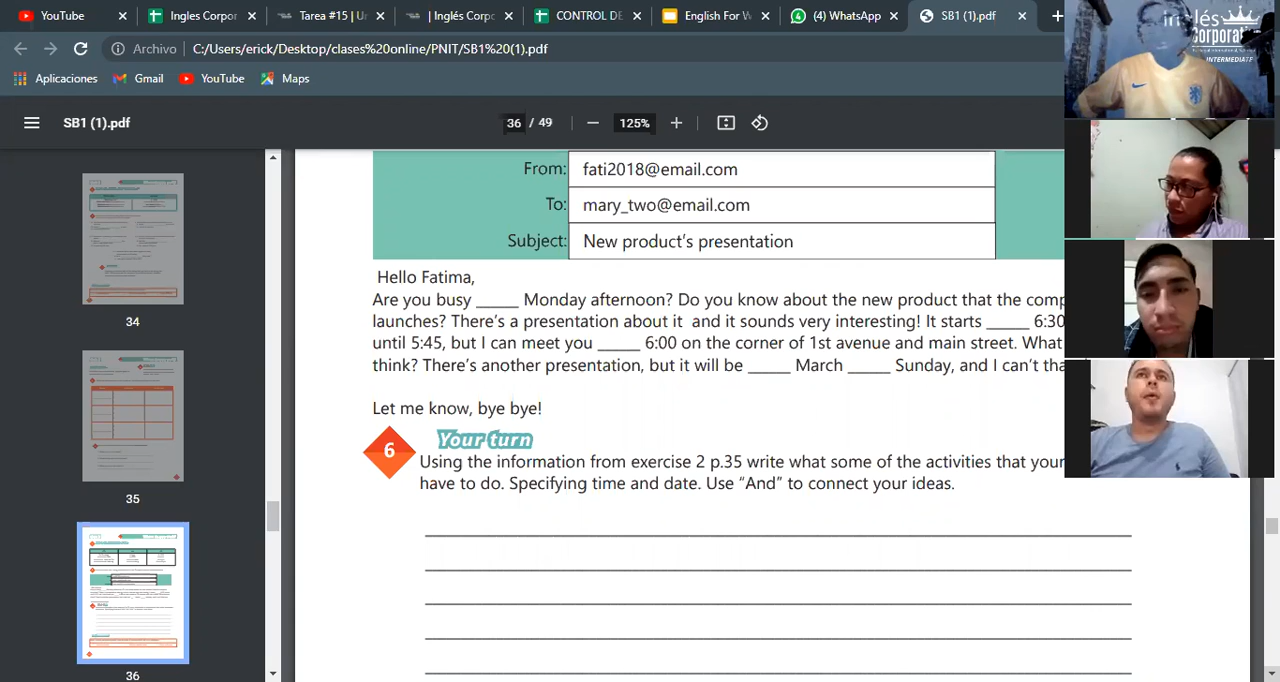 YouTube
Ingles Corpor
Tarea #15 | Ur
| Inglés Corpo
CONTROL DE
English For W
(4) WhatsApp
SB1 (1).pdf
Archivo
C:/Users/erick/Desktop/clases%20online/PNIT/SB1%20(1).pdf
Aplicaciones
Gmail
YouTube
Maps
SB1 (1).pdf
36 / 49
125%
inglés
Corporativo
INTERMEDIATE
34
35
36
From: fati2018@email.com
To: mary_two@email.com
Subject: New product's presentation
Hello Fatima,
Are you busy _____ Monday afternoon? Do you know about the new product that the comp
launches? There's a presentation about it and it sounds very interesting! It starts _____ 6:30
until 5:45, but I can meet you _____ 6:00 on the corner of 1st avenue and main street. What
think? There's another presentation, but it will be _____ March _____ Sunday, and I can't tha
Let me know, bye bye!
6
Your turn
Using the information from exercise 2 p.35 write what some of the activities that your
have to do. Specifying time and date. Use “And” to connect your ideas.